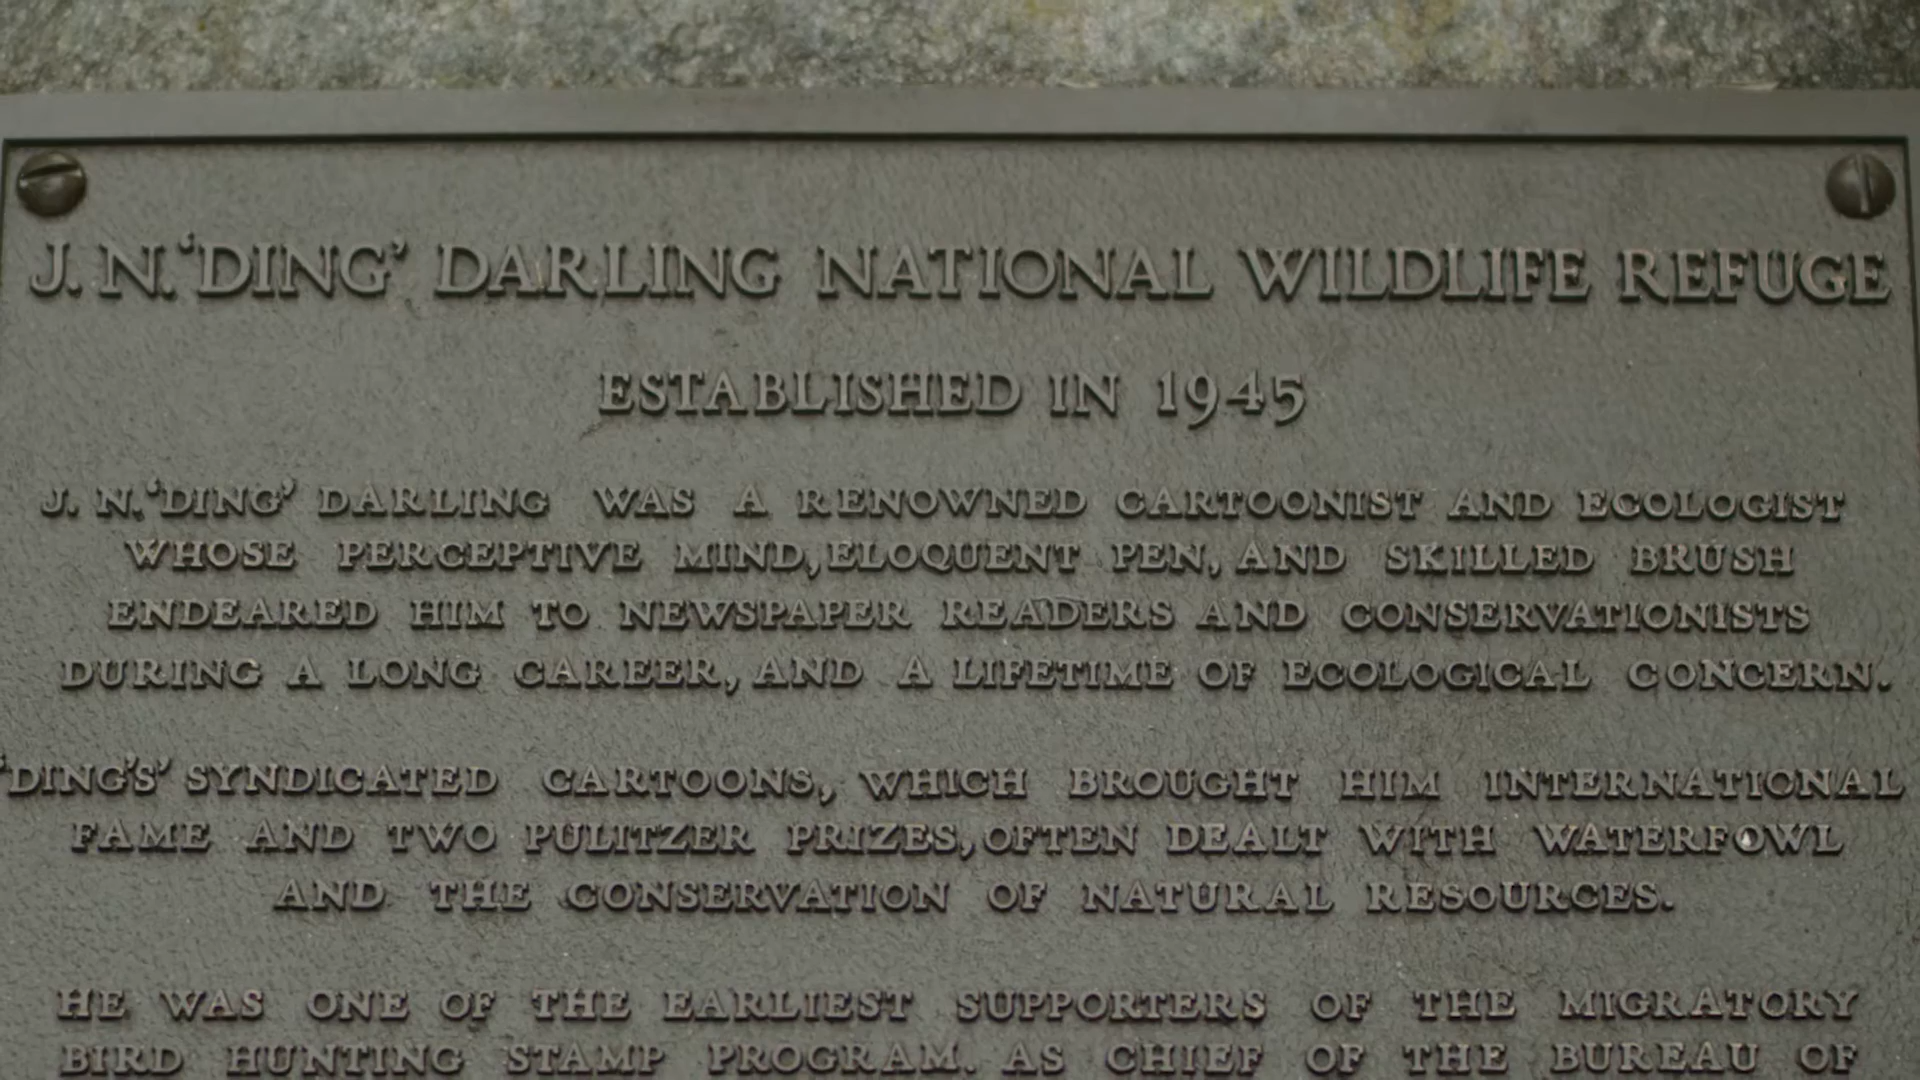 J. N. ‘DING’ DARLING NATIONAL WILDLIFE REFUGE
ESTABLISHED IN 1945
J. N. ‘DING’ DARLING WAS A RENOWNED CARTOONIST AND ECOLOGIST
WHOSE PERCEPTIVE MIND, ELOQUENT PEN, AND SKILLED BRUSH
ENDEARED HIM TO NEWSPAPER READERS AND CONSERVATIONISTS
DURING A LONG CAREER, AND A LIFETIME OF ECOLOGICAL CONCERN.
‘DING'S’ SYNDICATED CARTOONS, WHICH BROUGHT HIM INTERNATIONAL
FAME AND TWO PULITZER PRIZES, OFTEN DEALT WITH WATERFOWL
AND THE CONSERVATION OF NATURAL RESOURCES.
HE WAS ONE OF THE EARLIEST SUPPORTERS OF THE MIGRATORY
BIRD HUNTING STAMP PROGRAM. AS CHIEF OF THE BUREAU OF